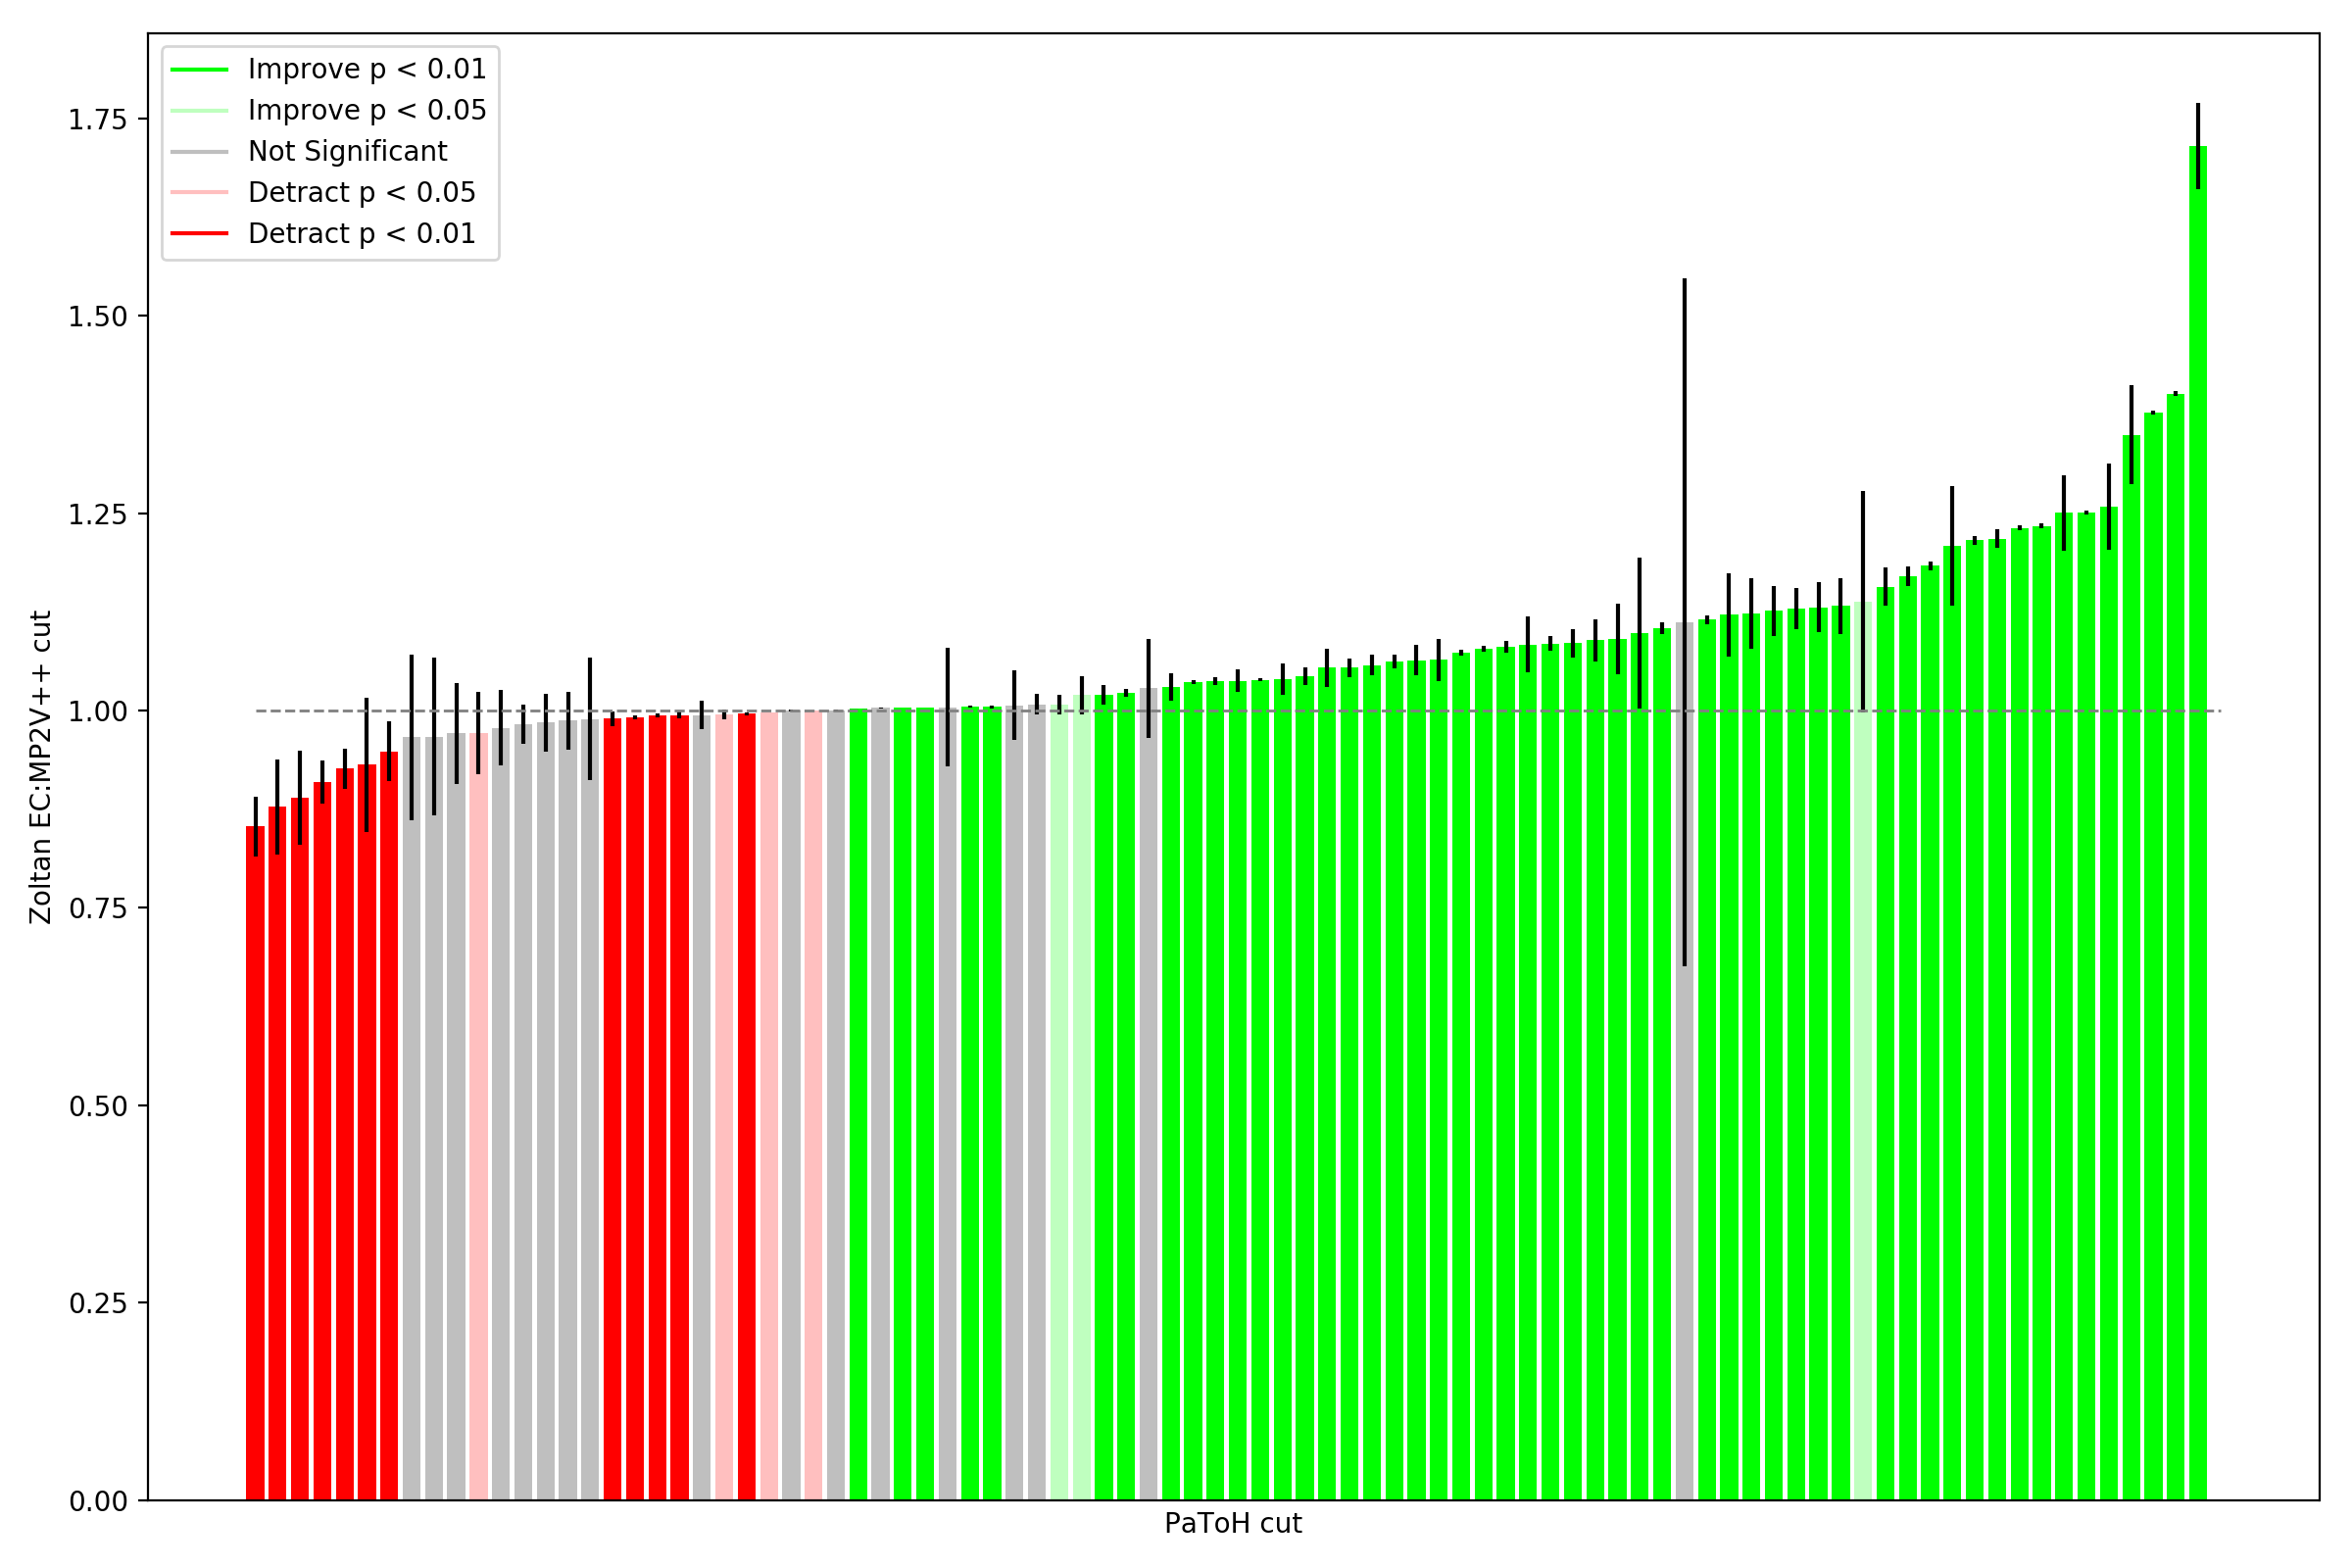 Improve p < 0.01
Improve p < 0.05
Not Significant
Detract p < 0.05
Detract p < 0.01
1.75
1.50
1.25
1.00
0.75
0.50
0.25
0.00
Zoltan EC:MP2V++ cut
PaToH cut